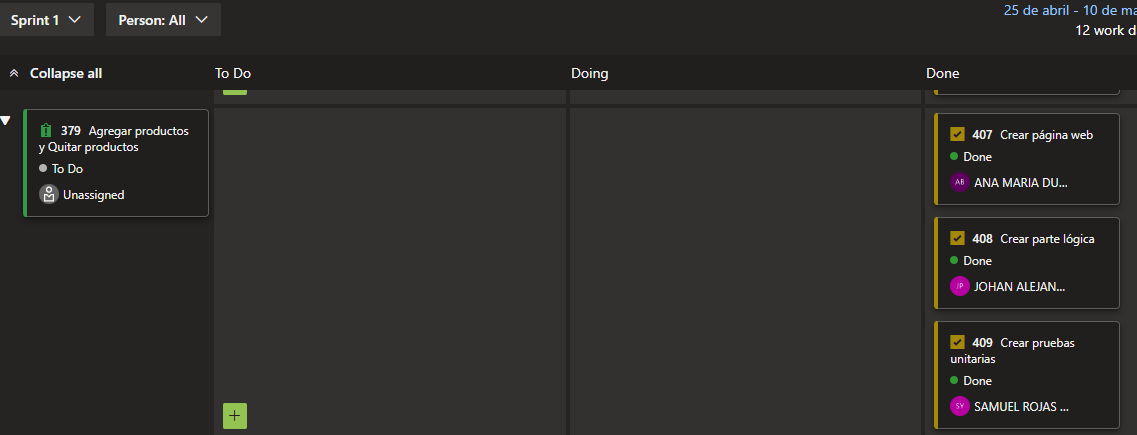 Sprint 1
Person: All
25 de abril - 10 de ma
12 work d
Collapse all
To Do
Doing
Done
379 Agregar productos
y Quitar productos
To Do
Unassigned
407 Crear página web
Done
AB ANA MARIA DU...
408 Crear parte lógica
Done
JP JOHAN ALEJAN...
409 Crear pruebas
unitarias
Done
SY SAMUEL ROJAS ...